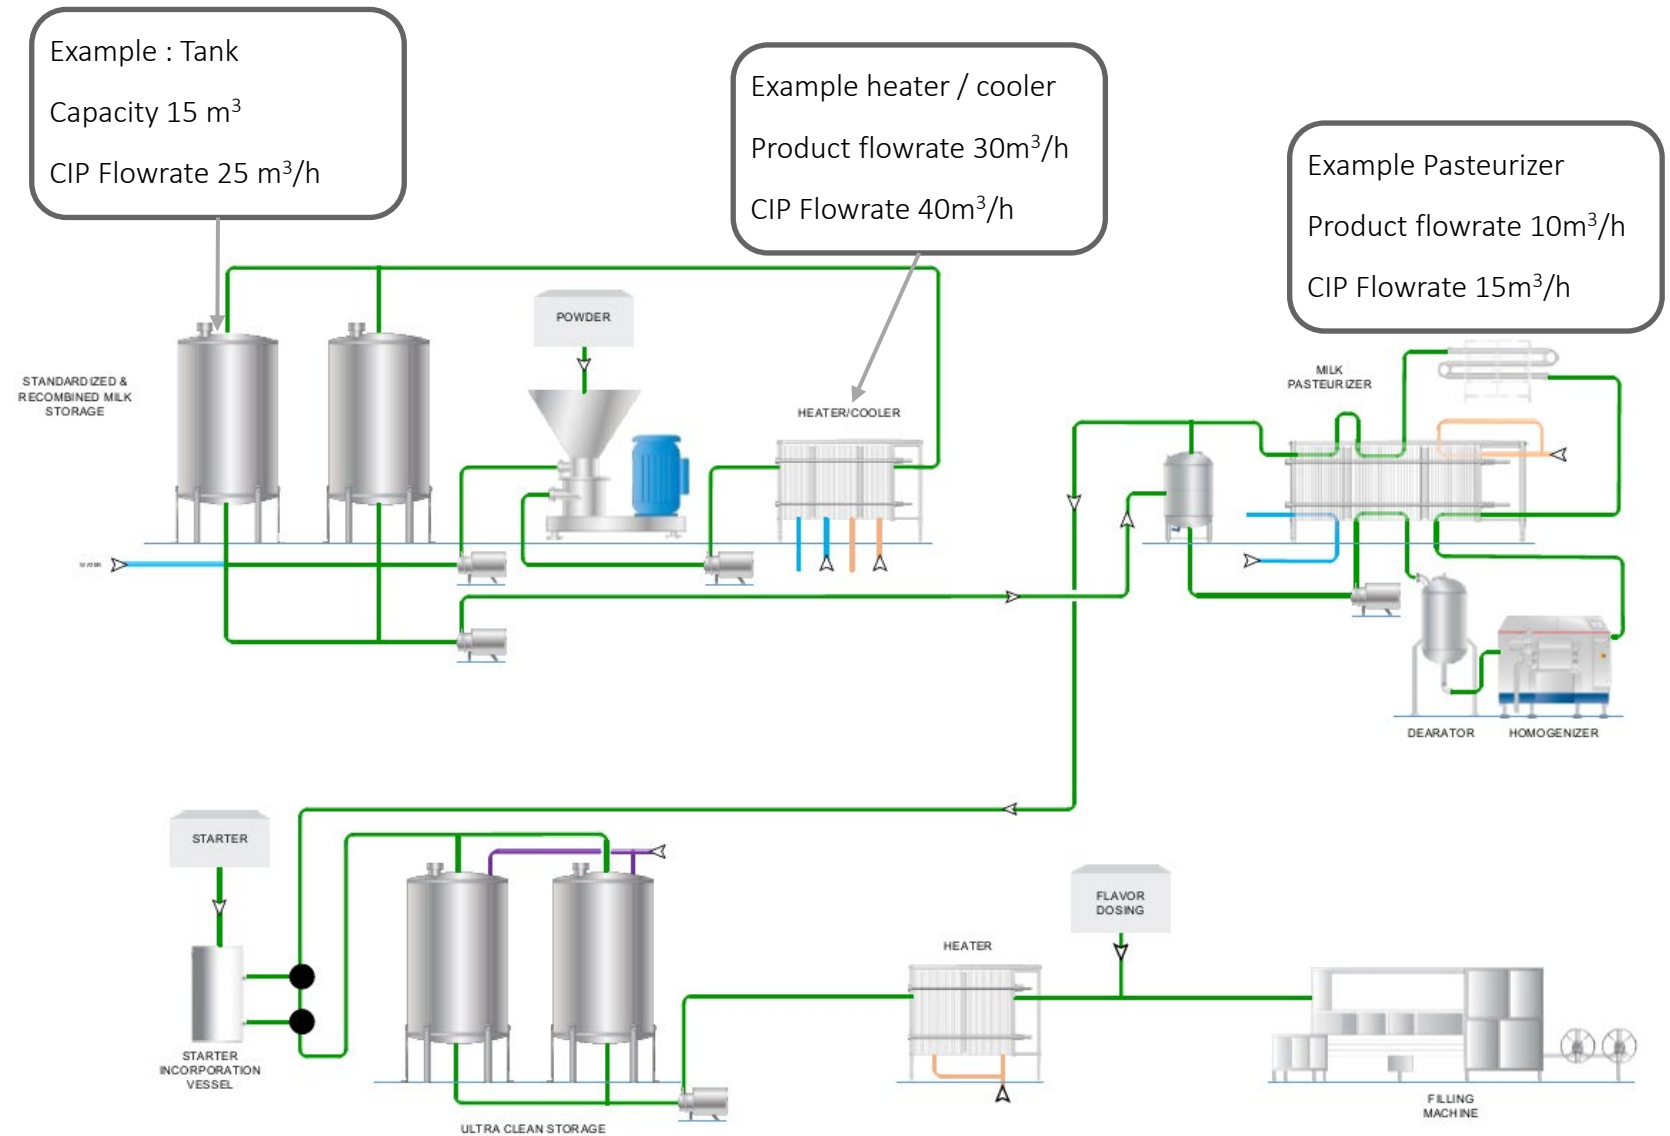 Example : Tank
Capacity 15 m³
CIP Flowrate 25 m³/h
Example heater / cooler
Product flowrate 30m³/h
CIP Flowrate 40m³/h
Example Pasteurizer
Product flowrate 10m³/h
CIP Flowrate 15m³/h
POWDER
STANDARDIZED &
RECOMBINED MILK
STORAGE
HEATER/COOLER
MILK
PASTEURIZER
WATER
DEARATOR
HOMOGENIZER
STARTER
FLAVOR
DOSING
HEATER
STARTER
INCORPORATION
VESSEL
ULTRA CLEAN STORAGE
FILLING
MACHINE